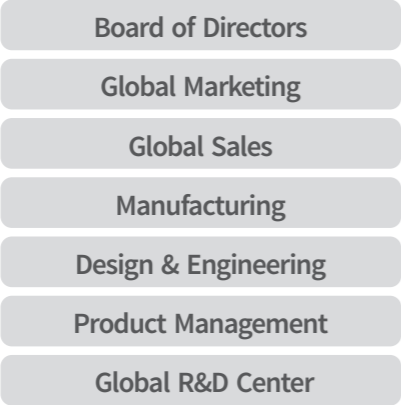 Board of Directors
Global Marketing
Global Sales
Manufacturing
Design & Engineering
Product Management
Global R&D Center